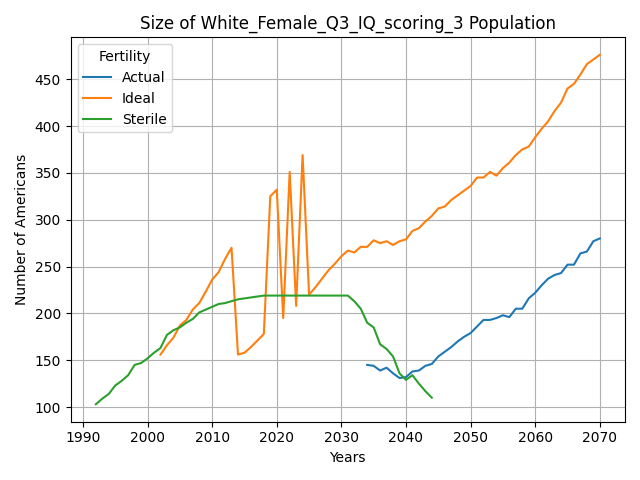 Size of White_Female_Q3_IQ_scoring_3 Population
Fertility
Actual
Ideal
Sterile
Number of Americans
450
400
350
300
250
200
150
100
1990 2000 2010 2020 2030 2040 2050 2060 2070
Years